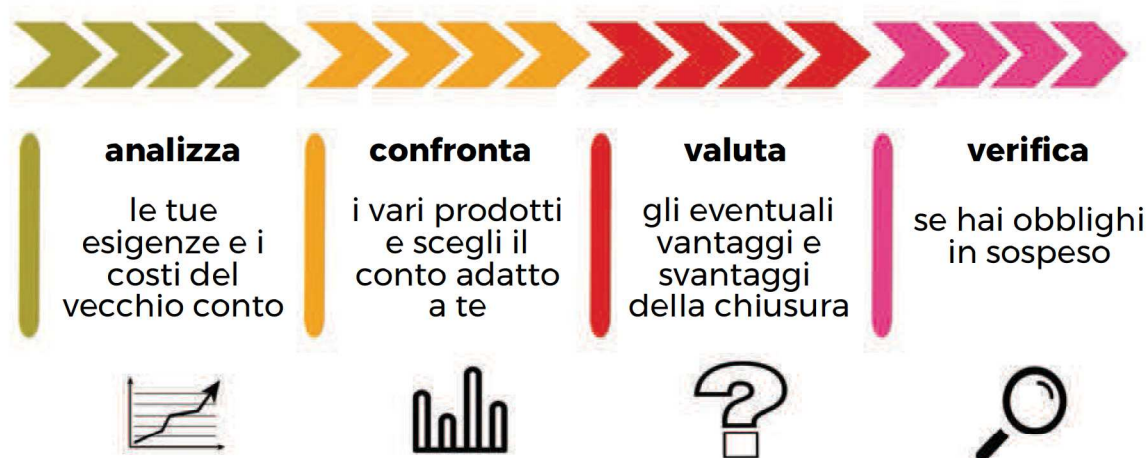 analizza
le tue
esigenze e i
costi del
vecchio conto
confronta
i vari prodotti
e scegli il
conto adatto
a te
valuta
gli eventuali
vantaggi e
svantaggi
della chiusura
verifica
se hai obblighi
in sospeso